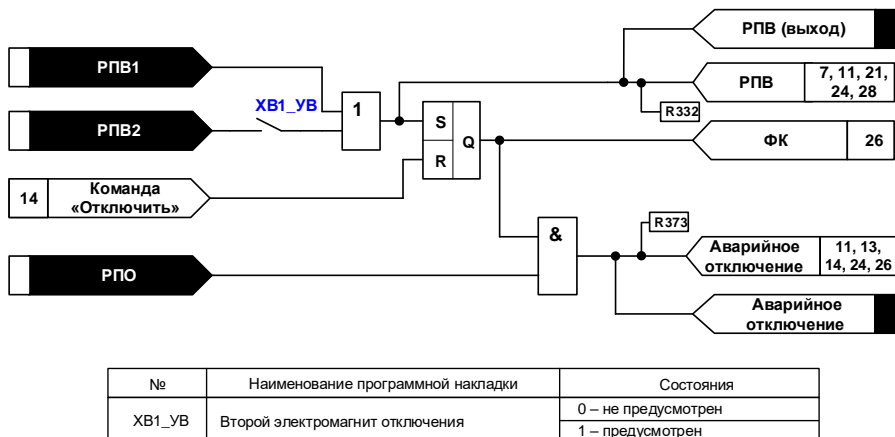 РПВ (выход)
РПВ1
РПВ
7, 11, 21,
24, 28
ХВ1_УВ
1
R332
РПВ2
S
R
Q
ФК
26
14
Команда
«Отключить»
&
R373
РПО
Аварийное
отключение
11, 13,
14, 24, 26
Аварийное
отключение
№
Наименование программной накладки
Состояния
ХВ1_УВ
Второй электромагнит отключения
0 – не предусмотрен
1 – предусмотрен